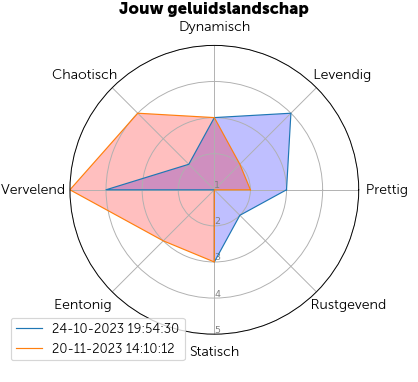 Jouw geluidslandschap
Dynamisch
Chaotisch
Levendig
Vervelend
Prettig
1
2
3
4
5
Eentonig
Rustgevend
Statisch
24-10-2023 19:54:30
20-11-2023 14:10:12